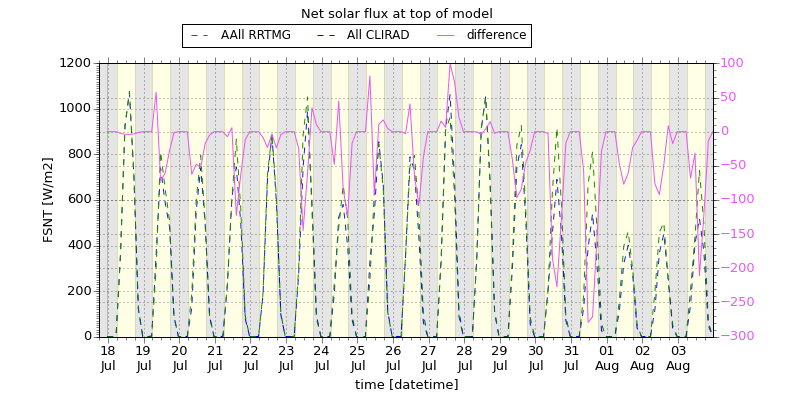 Net solar flux at top of model
AAll RRTMG All CLIRAD difference
1200 100
1000 50
800 0
600 −50
400 −100
200 −150
0 −200
−250
−300
FSNT [W/m2]
18 19 20 21 22 23 24 25 26 27 28 29 30 31 01 02 03
Jul Jul Jul Jul Jul Jul Jul Jul Jul Jul Jul Jul Jul Jul Aug Aug Aug
time [datetime]